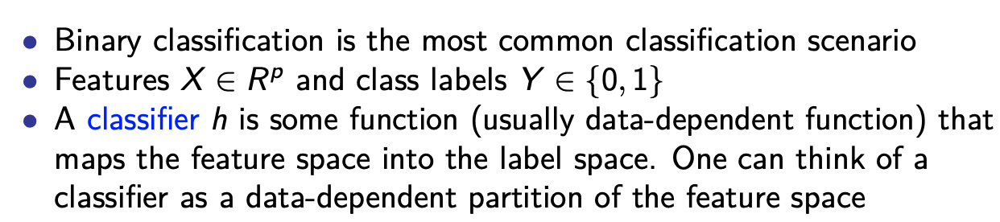 • Binary classification is the most common classification scenario
• Features X ∈ Rᵖ and class labels Y ∈ {0, 1}
• A classifier h is some function (usually data-dependent function) that
maps the feature space into the label space. One can think of a
classifier as a data-dependent partition of the feature space